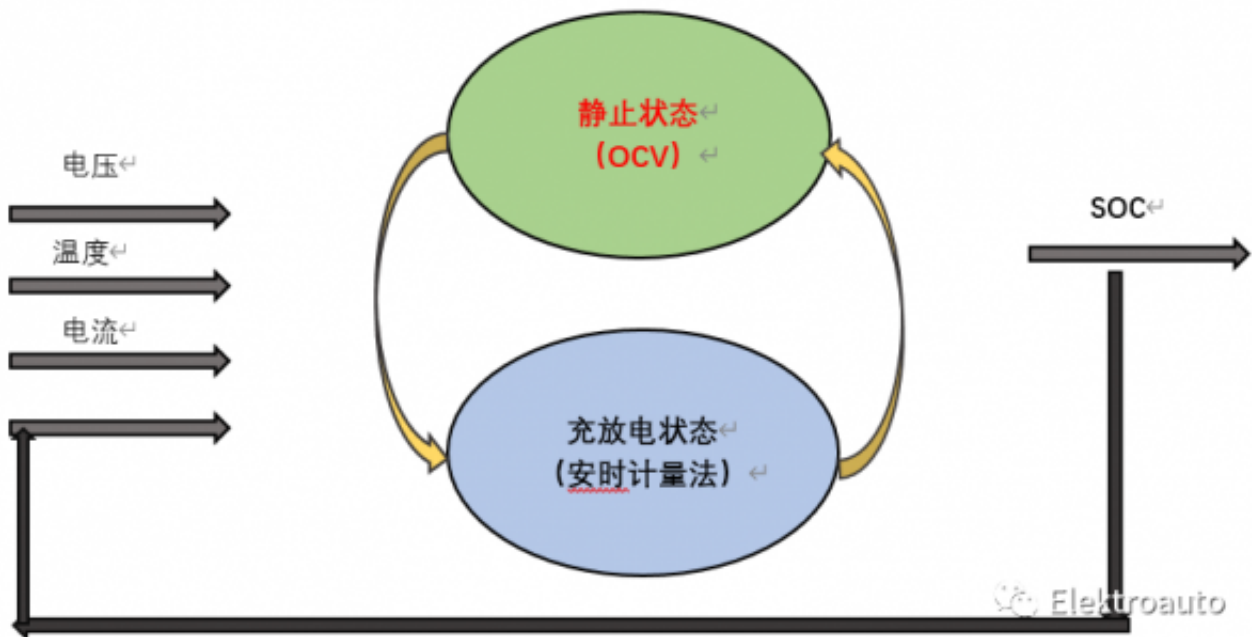 静止状态
（OCV）
电压
温度
电流
SOC
充放电状态
（安时计量法）
Elektroauto